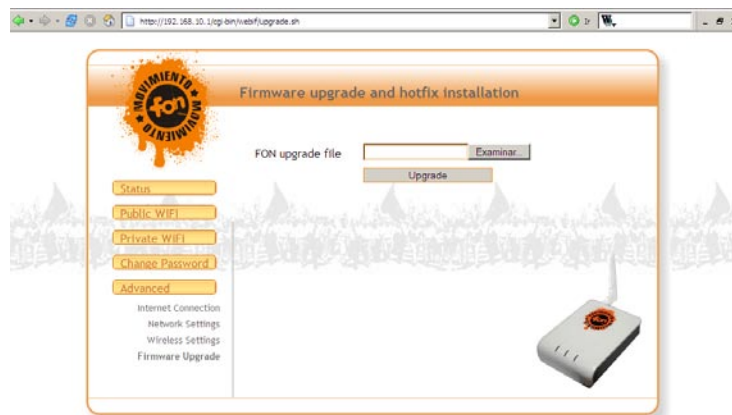 http://192.168.10.1/cgi-bin/webif/upgrade.sh
W.
MOVIMIENTO
fon
MOVIMIENTO
Firmware upgrade and hotfix installation
FON upgrade file
Examinar...
Upgrade
Status
Public WIFI
Private WIFI
Change Password
Advanced
Internet Connection
Network Settings
Wireless Settings
Firmware Upgrade